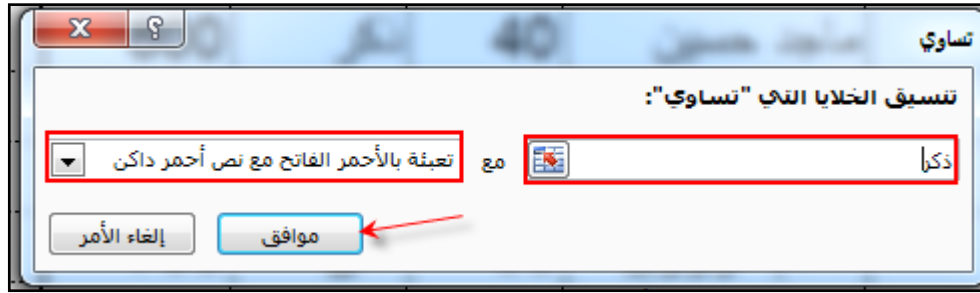 تساوي
تنسيق الخلايا التي "تساوي":
ذكر مع تعبئة بالأحمر الفاتح مع نص أحمر داكن
موافق إلغاء الأمر